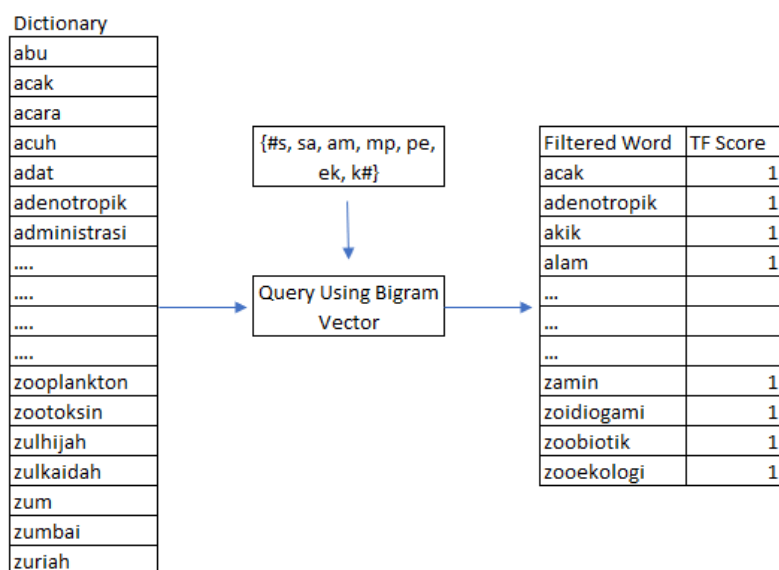 Dictionary
abu
acak
acara
acuh
adat
adenotropik
administrasi
....
....
....
....
zooplankton
zootoksin
zulhijah
zulkaidah
zum
zumbai
zuriah
{#s, sa, am, mp, pe,
ek, k#}
Query Using Bigram
Vector
Filtered Word TF Score
acak 1
adenotropik 1
akik 1
alam 1
...
...
...
zamin 1
zoidiogami 1
zoobiotik 1
zooekologi 1